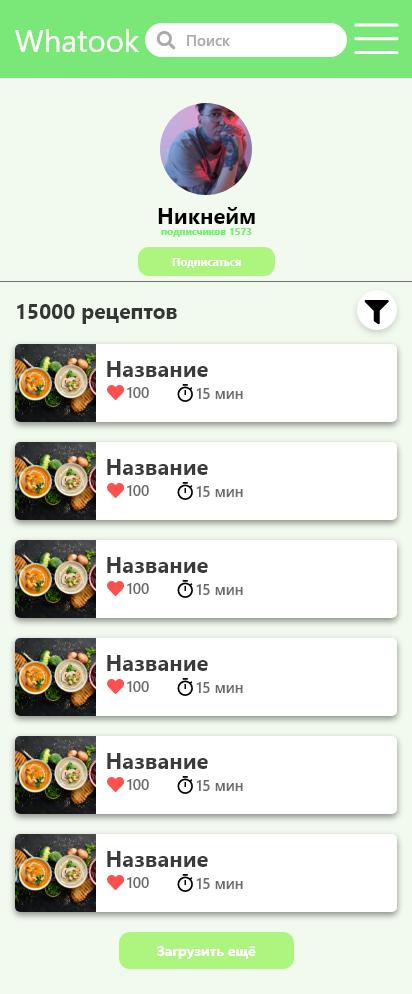 Whatook
Поиск
Никнейм
подписчиков 1573
Подписаться
15000 рецептов
Название
100 15 мин
Название
100 15 мин
Название
100 15 мин
Название
100 15 мин
Название
100 15 мин
Название
100 15 мин
Загрузить ещё